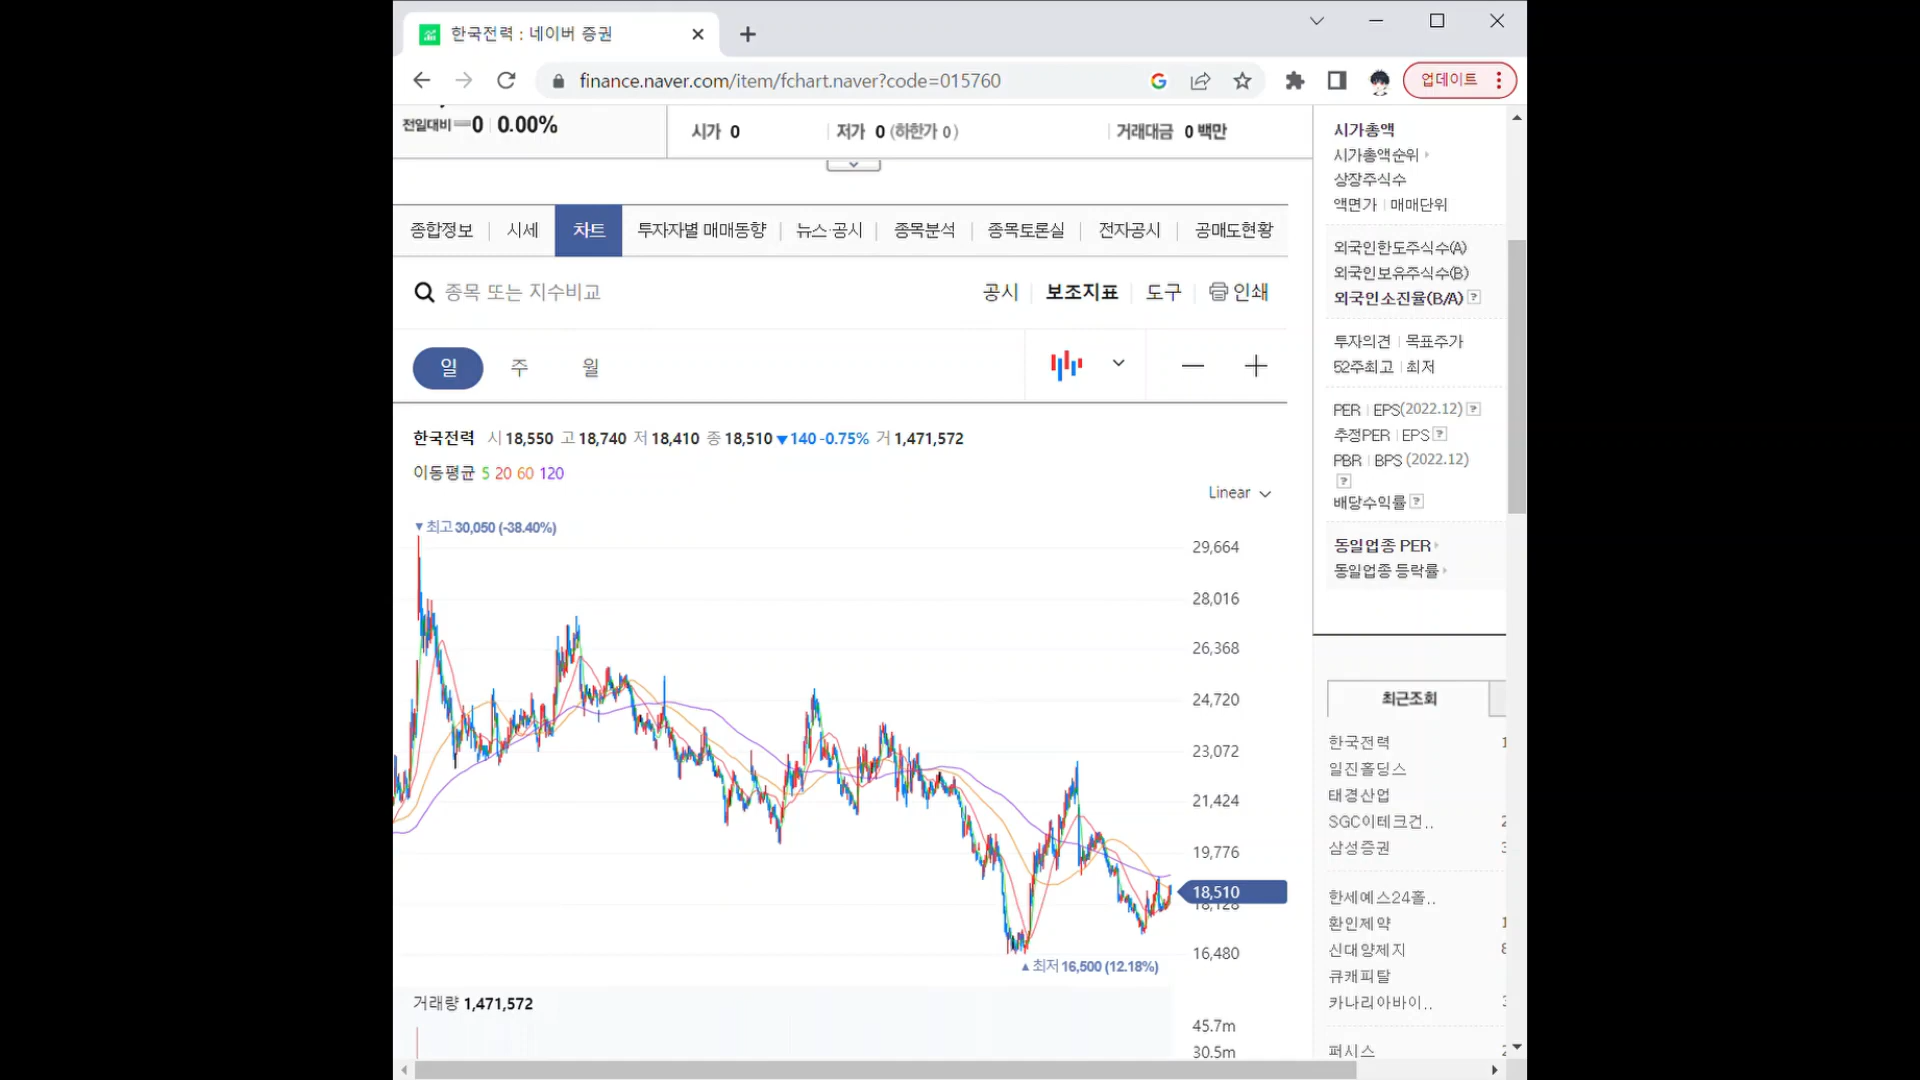 한국전력 : 네이버 증권
finance.naver.com/item/fchart.naver?code=015760
업데이트
전일대비 0 0.00%
시가 0
저가 0 (하한가 0)
거래대금 0 백만
종합정보 시세 차트 투자자별 매매동향 뉴스·공시 종목분석 종목토론실 전자공시 공매도현황
종목 또는 지수비교
공시 보조지표 도구 인쇄
일 주 월
한국전력 시 18,550 고 18,740 저 18,410 종 18,510 ▼140 -0.75% 거 1,471,572
이동평균 5 20 60 120
Linear
▼최고 30,050 (-38.40%)
29,664
28,016
26,368
24,720
23,072
21,424
19,776
18,510
18,128
16,480
▲최저 16,500 (12.18%)
거래량 1,471,572
45.7m
30.5m
시가총액
시가총액순위
상장주식수
액면가 매매단위
외국인한도주식수(A)
외국인보유주식수(B)
외국인소진율(B/A) ?
투자의견 목표주가
52주최고 최저
PER EPS(2022.12) ?
추정PER EPS ?
PBR BPS (2022.12)
?
배당수익률 ?
동일업종 PER
동일업종 등락률
최근조회
한국전력 1
일진홀딩스
태경산업
SGC이테크건.. 2
삼성증권 3
한세예스24홀..
환인제약 1
신대양제지 8
큐캐피탈
카나리아바이.. 3
퍼시스 2